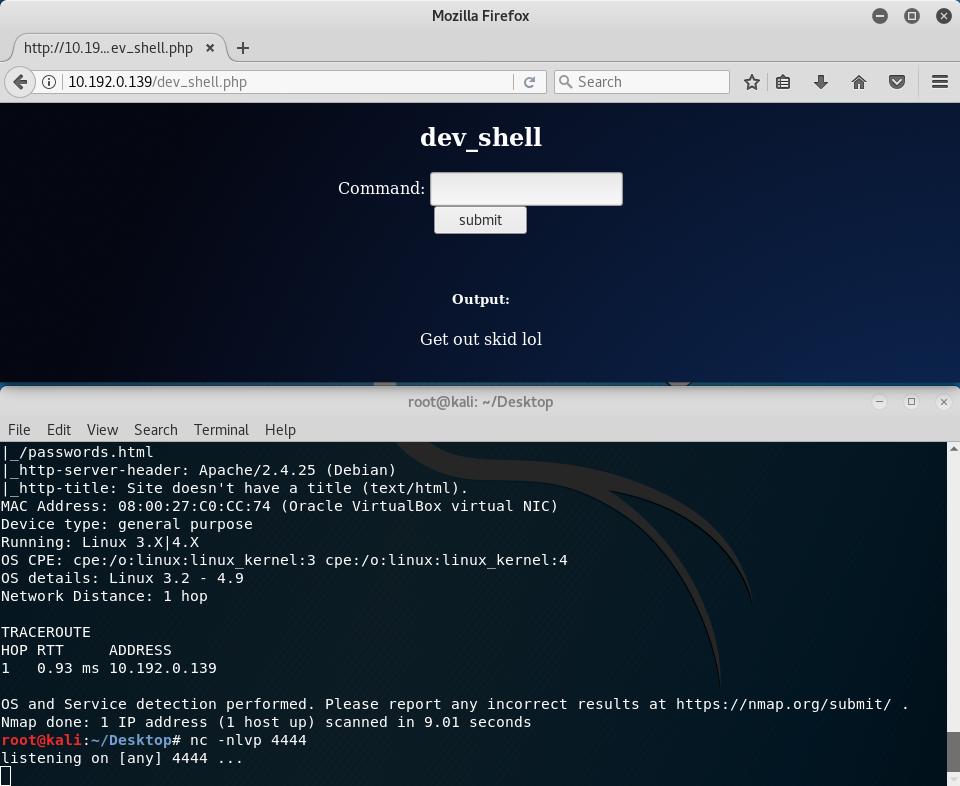 Mozilla Firefox
http://10.19...ev_shell.php
10.192.0.139/dev_shell.php
Search
dev_shell
Command:
submit
Output:
Get out skid lol
root@kali: ~/Desktop
File Edit View Search Terminal Help
|_/passwords.html
|_http-server-header: Apache/2.4.25 (Debian)
|_http-title: Site doesn't have a title (text/html).
MAC Address: 08:00:27:C0:CC:74 (Oracle VirtualBox virtual NIC)
Device type: general purpose
Running: Linux 3.X|4.X
OS CPE: cpe:/o:linux:linux_kernel:3 cpe:/o:linux:linux_kernel:4
OS details: Linux 3.2 - 4.9
Network Distance: 1 hop
TRACEROUTE
HOP RTT ADDRESS
1 0.93 ms 10.192.0.139
OS and Service detection performed. Please report any incorrect results at https://nmap.org/submit/ .
Nmap done: 1 IP address (1 host up) scanned in 9.01 seconds
root@kali:~/Desktop# nc -nlvp 4444
listening on [any] 4444 ...